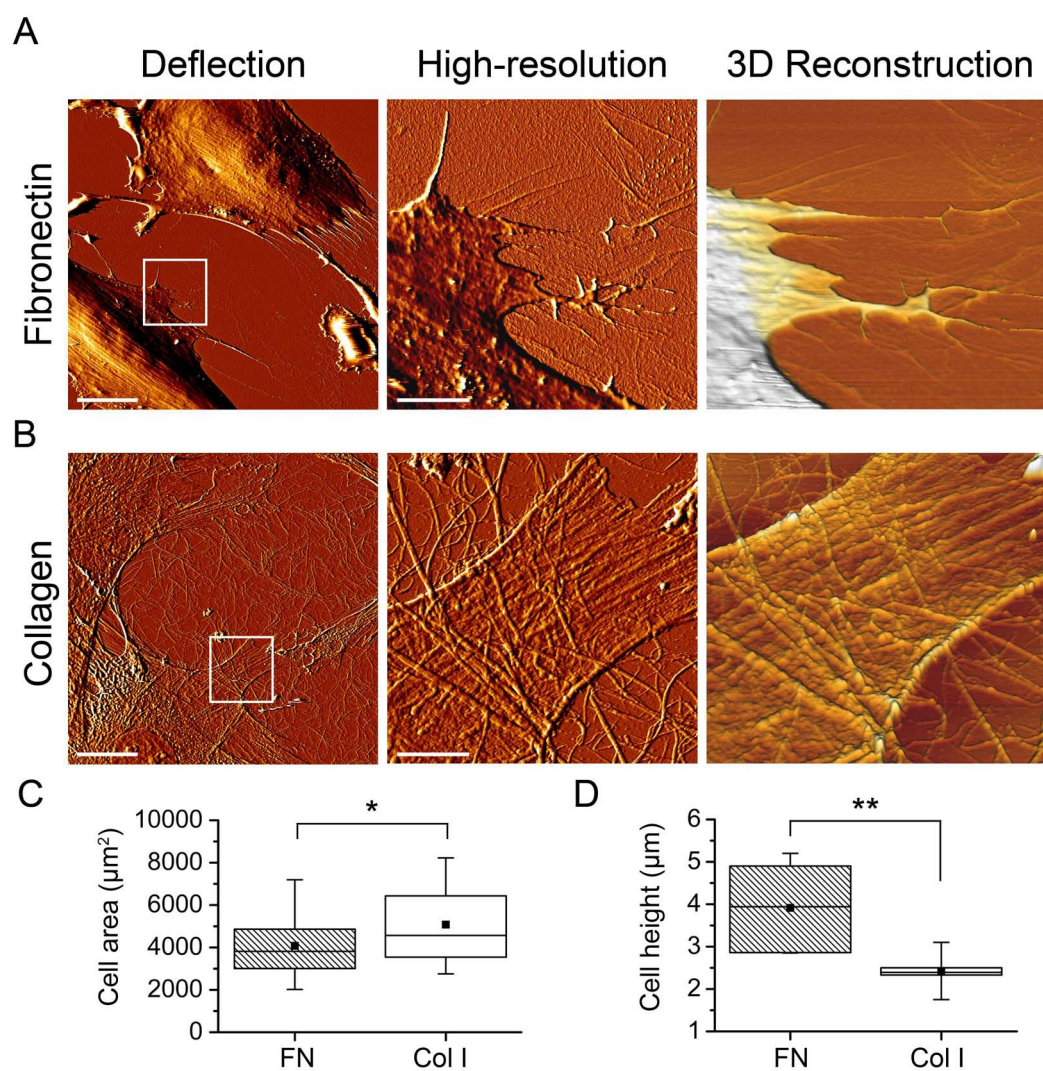 A
Deflection High-resolution 3D Reconstruction
Fibronectin
B
Collagen
C
*
Cell area (µm²)
10000
8000
6000
4000
2000
0
FN Col I
D
**
Cell height (µm)
6
5
4
3
2
1
FN Col I